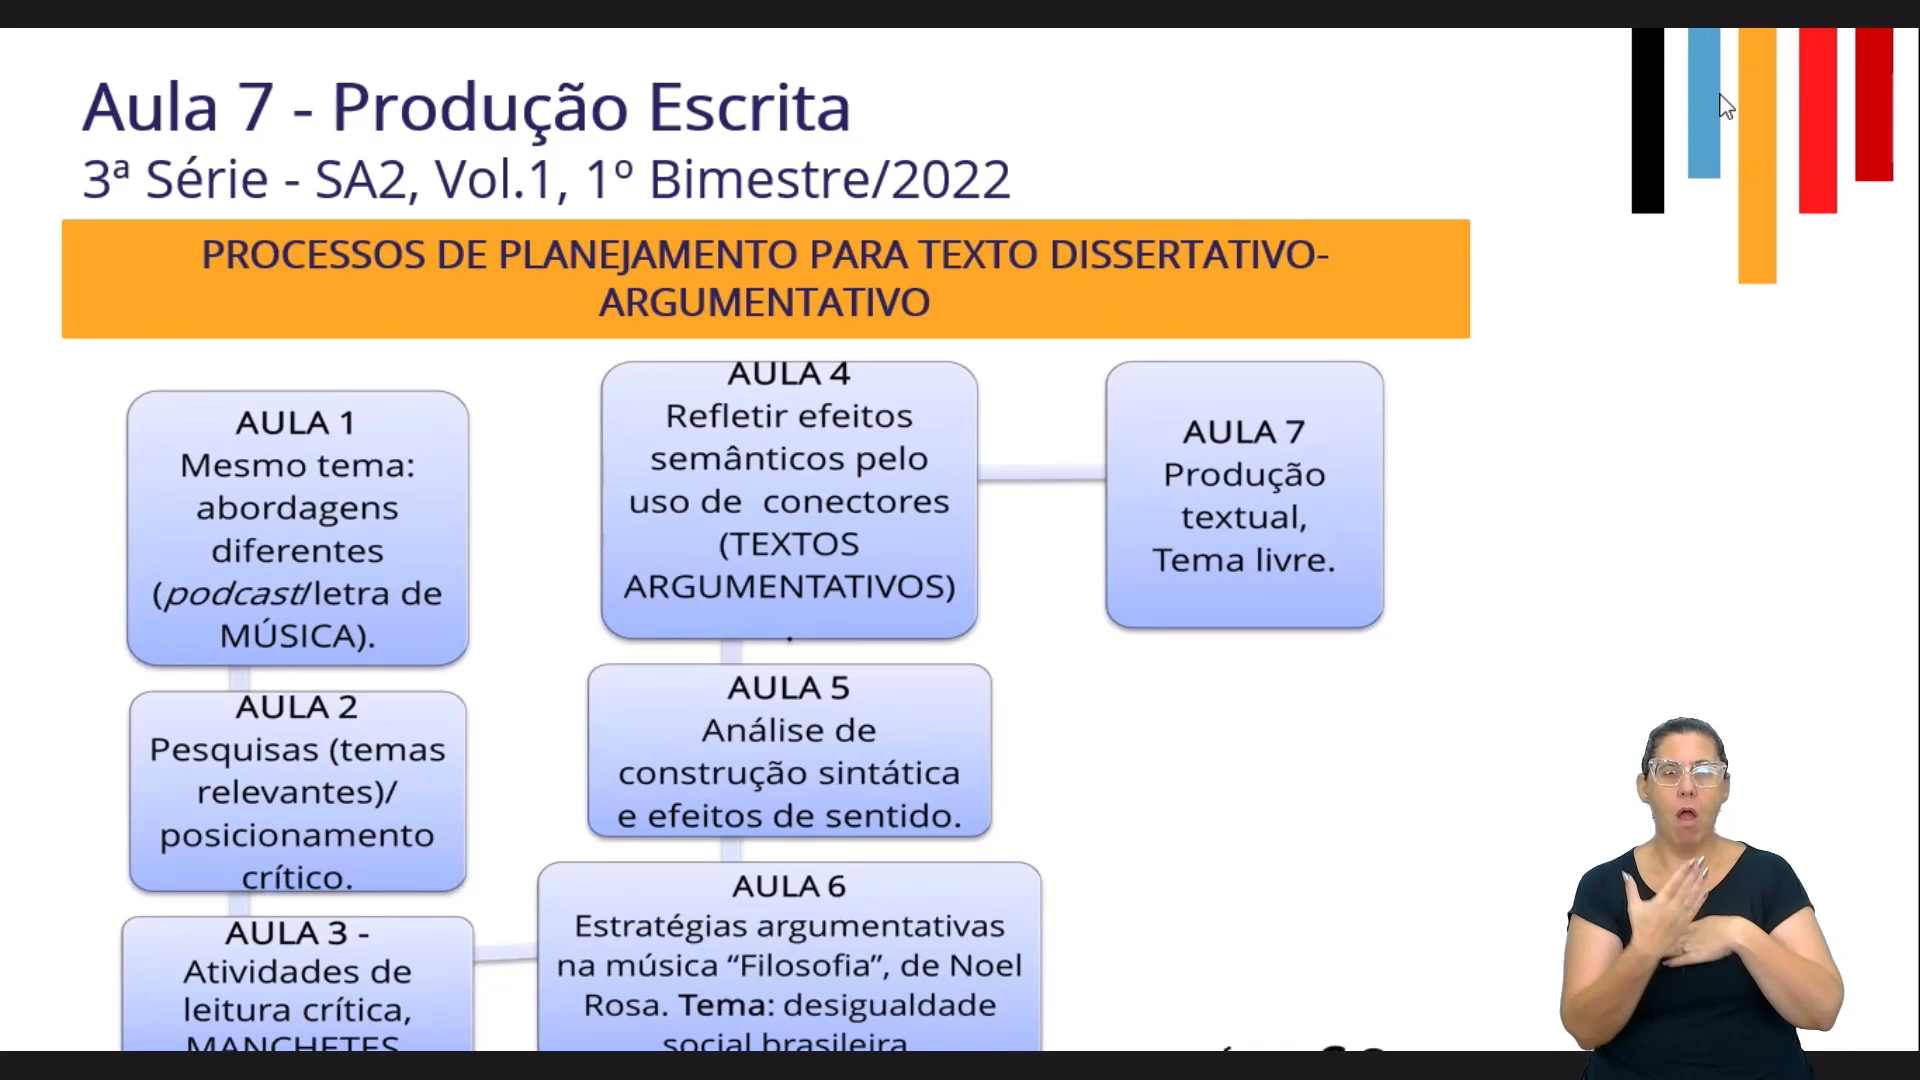 Aula 7 - Produção Escrita
3ª Série - SA2, Vol.1, 1º Bimestre/2022
PROCESSOS DE PLANEJAMENTO PARA TEXTO DISSERTATIVO-
ARGUMENTATIVO
AULA 1
Mesmo tema:
abordagens
diferentes
(podcast/letra de
MÚSICA).
AULA 2
Pesquisas (temas
relevantes)/
posicionamento
crítico.
AULA 3 -
Atividades de
leitura crítica,
MANCHETES
AULA 4
Refletir efeitos
semânticos pelo
uso de  conectores
(TEXTOS
ARGUMENTATIVOS)
.
AULA 5
Análise de
construção sintática
e efeitos de sentido.
AULA 6
Estratégias argumentativas
na música “Filosofia”, de Noel
Rosa. Tema: desigualdade
social brasileira
AULA 7
Produção
textual,
Tema livre.